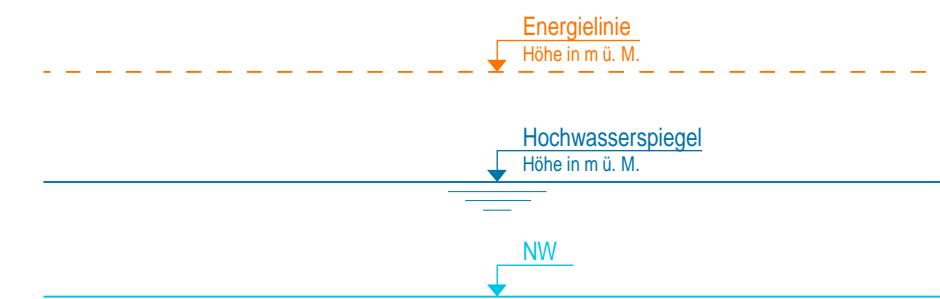 Energielinie
Höhe in m ü. M.
Hochwasserspiegel
Höhe in m ü. M.
NW